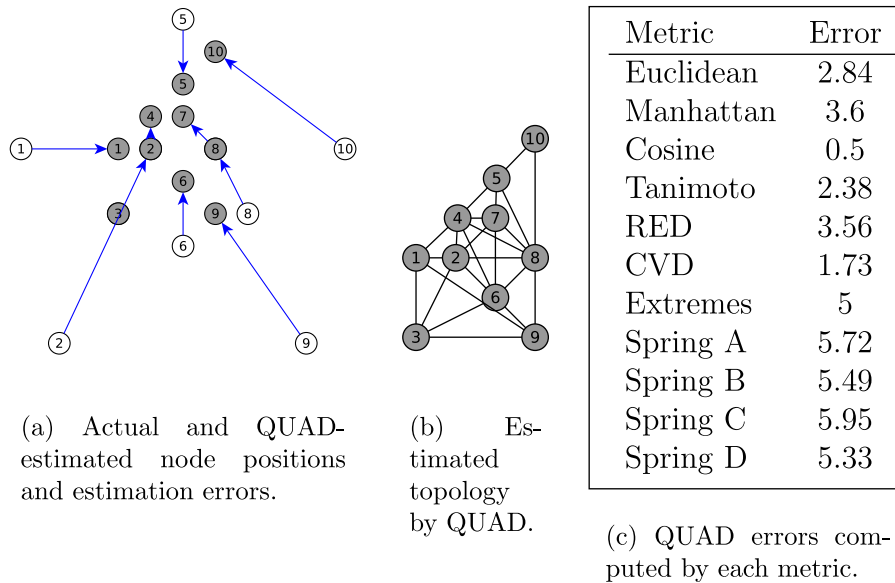 5
10
5
4
7
1
1
2
8
10
6
3
9
8
6
2
9
(a) Actual and QUAD-
estimated node positions
and estimation errors.
10
5
4
7
1
2
8
6
3
9
(b) Es-
timated
topology
by QUAD.
Metric Error
Euclidean 2.84
Manhattan 3.6
Cosine 0.5
Tanimoto 2.38
RED 3.56
CVD 1.73
Extremes 5
Spring A 5.72
Spring B 5.49
Spring C 5.95
Spring D 5.33
(c) QUAD errors com-
puted by each metric.